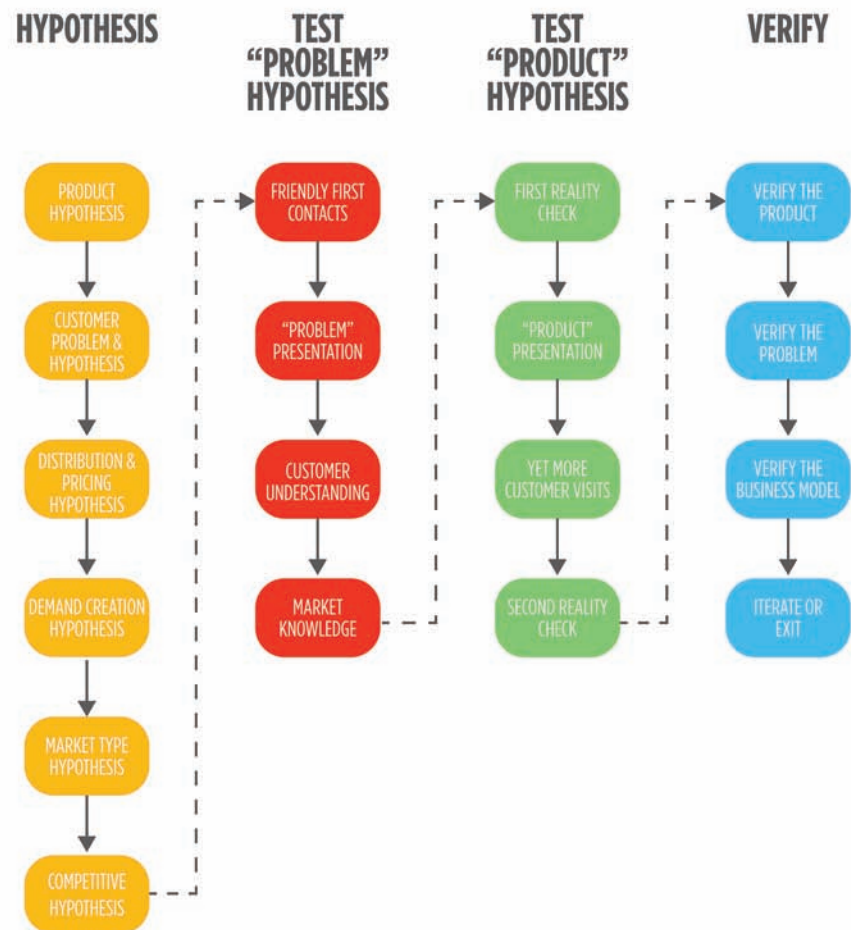 HYPOTHESIS
PRODUCT
HYPOTHESIS
CUSTOMER
PROBLEM &
HYPOTHESIS
DISTRIBUTION &
PRICING
HYPOTHESIS
DEMAND CREATION
HYPOTHESIS
MARKET TYPE
HYPOTHESIS
COMPETITIVE
HYPOTHESIS
TEST
“PROBLEM”
HYPOTHESIS
FRIENDLY FIRST
CONTACTS
“PROBLEM”
PRESENTATION
CUSTOMER
UNDERSTANDING
MARKET
KNOWLEDGE
TEST
“PRODUCT”
HYPOTHESIS
FIRST REALITY
CHECK
“PRODUCT”
PRESENTATION
YET MORE
CUSTOMER VISITS
SECOND REALITY
CHECK
VERIFY
VERIFY THE
PRODUCT
VERIFY THE
PROBLEM
VERIFY THE
BUSINESS MODEL
ITERATE OR
EXIT